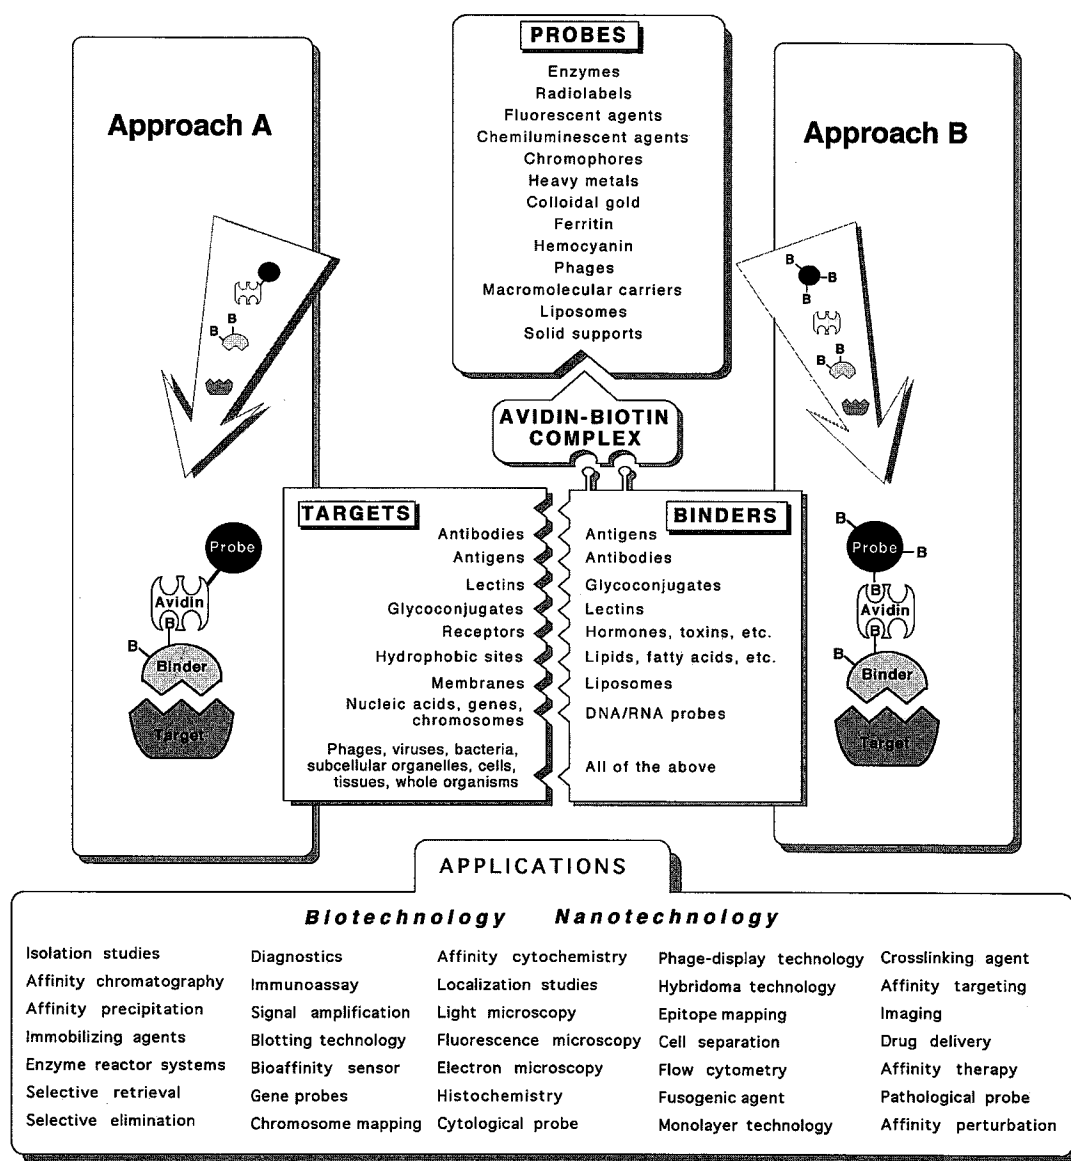 Approach A
B
B
Probe
Avidin
B
B
Binder
Target
PROBES
Enzymes
Radiolabels
Fluorescent agents
Chemiluminescent agents
Chromophores
Heavy metals
Colloidal gold
Ferritin
Hemocyanin
Phages
Macromolecular carriers
Liposomes
Solid supports
AVIDIN-BIOTIN
COMPLEX
TARGETS
Antibodies
Antigens
Lectins
Glycoconjugates
Receptors
Hydrophobic sites
Membranes
Nucleic acids, genes,
chromosomes
Phages, viruses, bacteria,
subcellular organelles, cells,
tissues, whole organisms
BINDERS
Antigens
Antibodies
Glycoconjugates
Lectins
Hormones, toxins, etc.
Lipids, fatty acids, etc.
Liposomes
DNA/RNA probes
All of the above
Approach B
B
B
B
B
B
B
Probe
B
B
Avidin
B
B
Binder
Target
APPLICATIONS
Biotechnology Nanotechnology
Isolation studies
Affinity chromatography
Affinity precipitation
Immobilizing agents
Enzyme reactor systems
Selective retrieval
Selective elimination
Diagnostics
Immunoassay
Signal amplification
Blotting technology
Bioaffinity sensor
Gene probes
Chromosome mapping
Affinity cytochemistry
Localization studies
Light microscopy
Fluorescence microscopy
Electron microscopy
Histochemistry
Cytological probe
Phage-display technology
Hybridoma technology
Epitope mapping
Cell separation
Flow cytometry
Fusogenic agent
Monolayer technology
Crosslinking agent
Affinity targeting
Imaging
Drug delivery
Affinity therapy
Pathological probe
Affinity perturbation